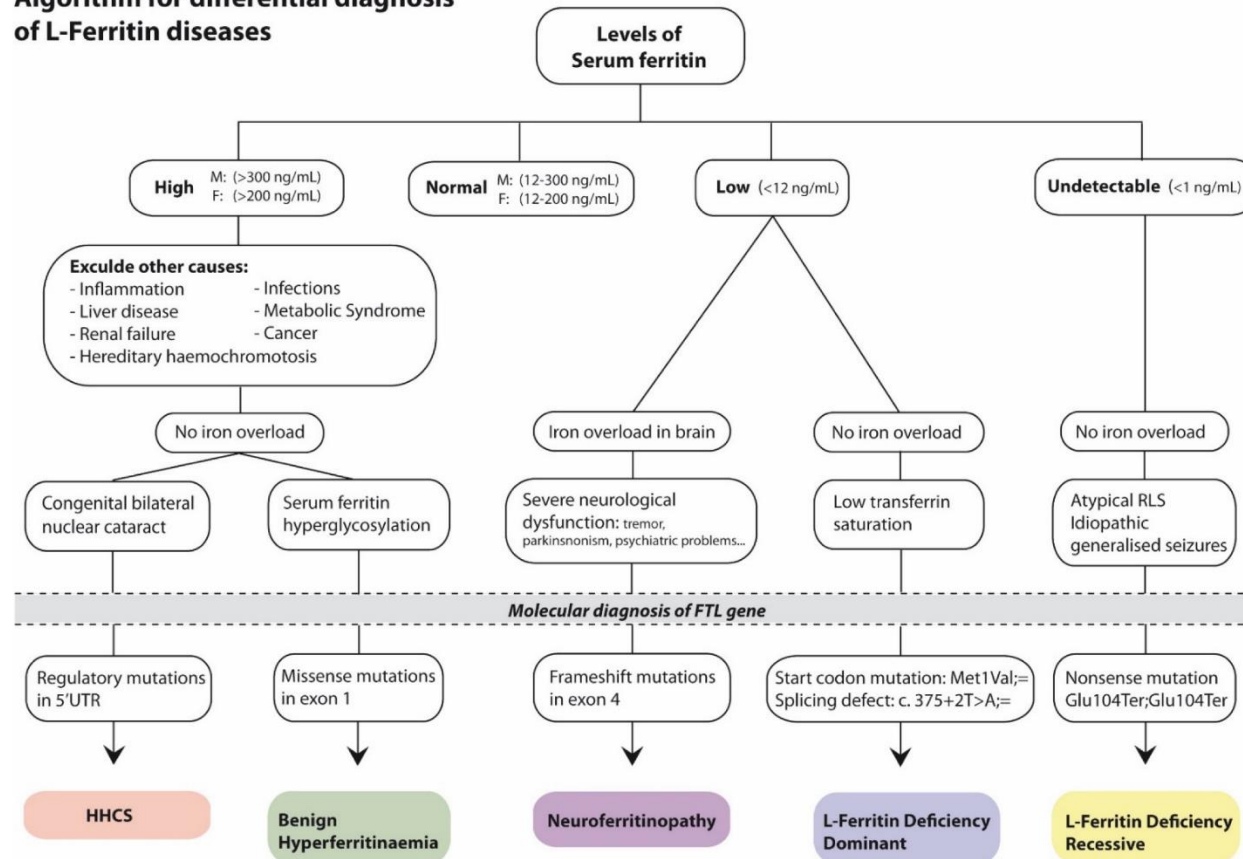 Algorithm for differential diagnosis
of L-Ferritin diseases
Levels of
Serum ferritin
High M: (>300 ng/mL)
F: (>200 ng/mL)
Normal M: (12-300 ng/mL)
F: (12-200 ng/mL)
Low (<12 ng/mL)
Undetectable (<1 ng/mL)
Exculde other causes:
- Inflammation - Infections
- Liver disease - Metabolic Syndrome
- Renal failure - Cancer
- Hereditary haemochromotosis
No iron overload
Iron overload in brain
No iron overload
No iron overload
Congenital bilateral
nuclear cataract
Serum ferritin
hyperglycosylation
Severe neurological
dysfunction: tremor,
parkinsnonism, psychiatric problems...
Low transferrin
saturation
Atypical RLS
Idiopathic
generalised seizures
Molecular diagnosis of FTL gene
Regulatory mutations
in 5'UTR
Missense mutations
in exon 1
Frameshift mutations
in exon 4
Start codon mutation: Met1Val;=
Splicing defect: c. 375+2T>A;=
Nonsense mutation
Glu104Ter;Glu104Ter
HHCS
Benign
Hyperferritinaemia
Neuroferritinopathy
L-Ferritin Deficiency
Dominant
L-Ferritin Deficiency
Recessive